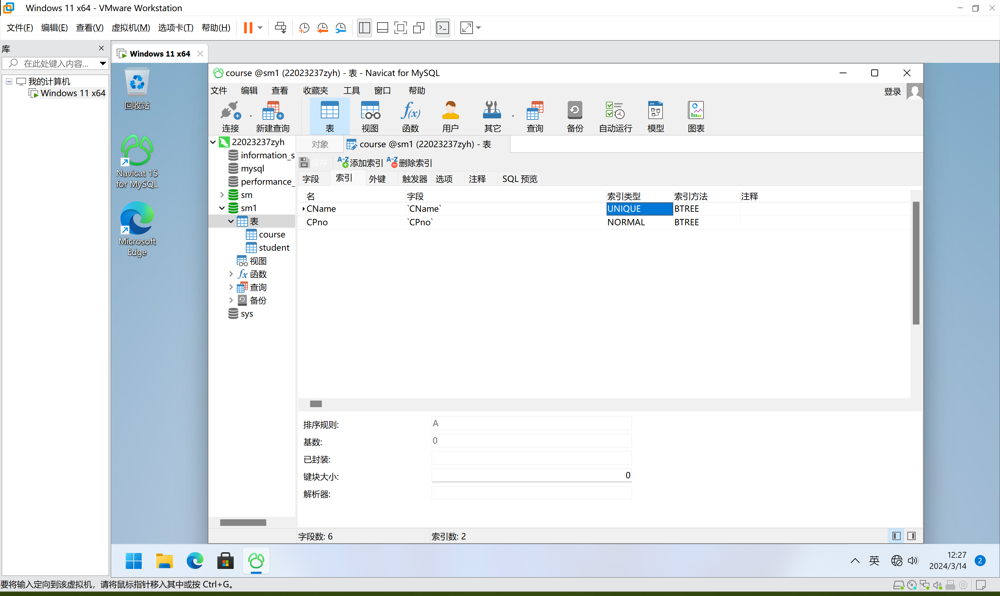 Windows 11 x64 - VMware Workstation
文件(F) 编辑(E) 查看(V) 虚拟机(M) 选项卡(T) 帮助(H)
库
在此处键入内容...
我的计算机
Windows 11 x64
Windows 11 x64
回收站
Navicat 15
for MySQL
Microsoft
Edge
course @sm1 (22023237zyh) - 表 - Navicat for MySQL
文件 编辑 查看 收藏夹 工具 窗口 帮助
登录
连接 新建查询 表 视图 函数 用户 其它 查询 备份 自动运行 模型 图表
22023237zyh
information_s
mysql
performance_
sm
sm1
表
course
student
视图
函数
查询
备份
sys
对象 course @sm1 (22023237zyh) - 表
保存 添加索引 删除索引
字段 索引 外键 触发器 选项 注释 SQL 预览
名 字段 索引类型 索引方法 注释
CName `CName` UNIQUE BTREE
CPno `CPno` NORMAL BTREE
排序规则: A
基数: 0
已封装:
键块大小: 0
解析器:
字段数: 6 索引数: 2
英
12:27
2024/3/14
2
要将输入定向到该虚拟机，请将鼠标指针移入其中或按 Ctrl+G。